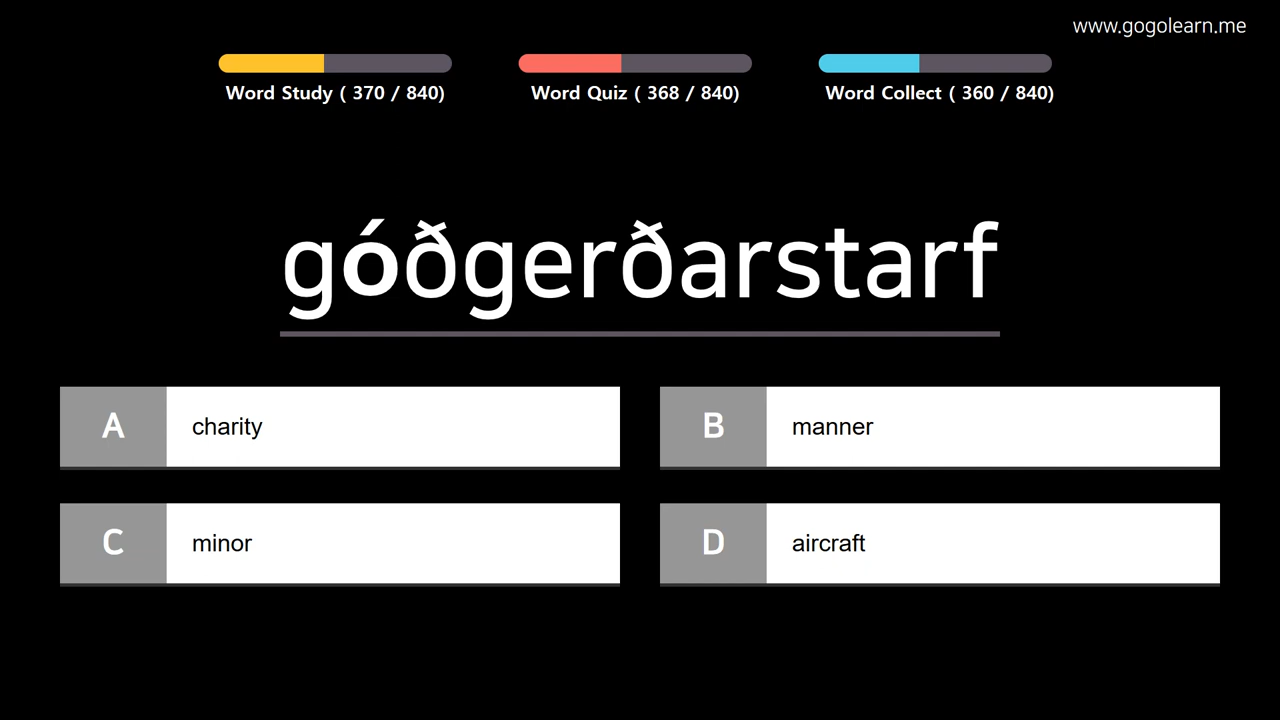 www.gogolearn.me
Word Study ( 370 / 840)
Word Quiz ( 368 / 840)
Word Collect ( 360 / 840)
góðgerðarstarf
A charity
B manner
C minor
D aircraft